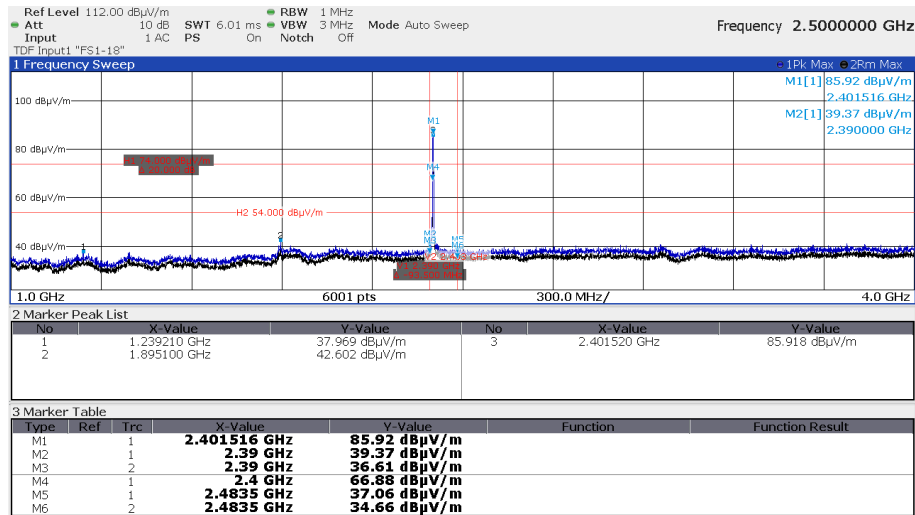 Ref Level 112.00 dBµV/m RBW 1 MHz
Att 10 dB SWT 6.01 ms VBW 3 MHz Mode Auto Sweep Frequency 2.5000000 GHz
Input 1 AC PS On Notch Off
TDF Input1 "FS1-18"
1 Frequency Sweep 1Pk Max 2Rm Max
M1[1] 85.92 dBµV/m
2.401516 GHz
100 dBµV/m
M2[1] 39.37 dBµV/m
2.390000 GHz
M1
80 dBµV/m
M4
60 dBµV/m
H2 54.000 dBµV/m
2
40 dBµV/m
1
M5
M6
1.0 GHz 6001 pts 300.0 MHz/ 4.0 GHz
2 Marker Peak List
No X-Value Y-Value No X-Value Y-Value
1 1.239210 GHz 37.969 dBµV/m 3 2.401520 GHz 85.918 dBµV/m
2 1.895100 GHz 42.602 dBµV/m
3 Marker Table
Type Ref Trc X-Value Y-Value Function Function Result
M1 1 2.401516 GHz 85.92 dBµV/m
M2 1 2.39 GHz 39.37 dBµV/m
M3 2 2.39 GHz 36.61 dBµV/m
M4 1 2.4 GHz 66.88 dBµV/m
M5 1 2.4835 GHz 37.06 dBµV/m
M6 2 2.4835 GHz 34.66 dBµV/m